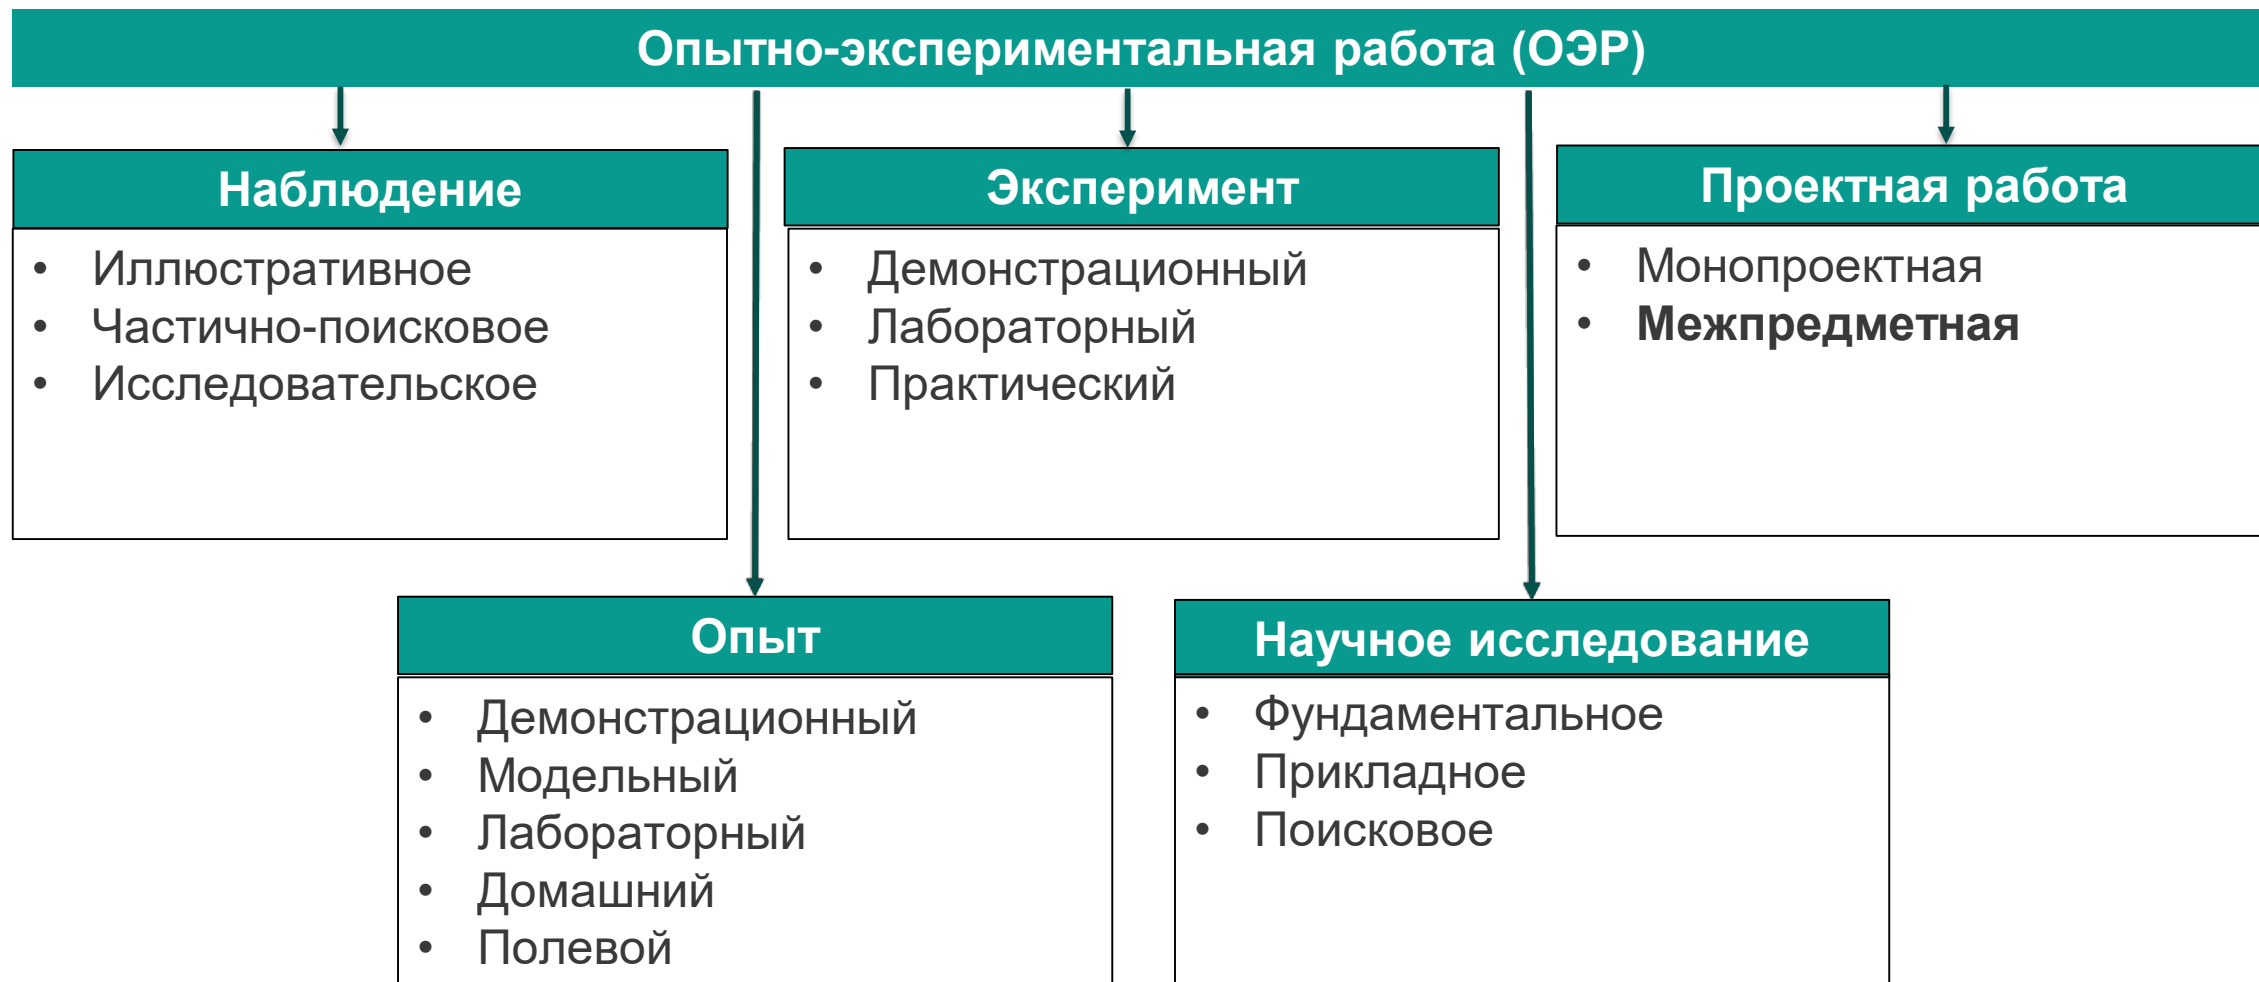 Опытно-экспериментальная работа (ОЭР)
Наблюдение
• Иллюстративное
• Частично-поисковое
• Исследовательское
Эксперимент
• Демонстрационный
• Лабораторный
• Практический
Проектная работа
• Монопроектная
• Межпредметная
Опыт
• Демонстрационный
• Модельный
• Лабораторный
• Домашний
• Полевой
Научное исследование
• Фундаментальное
• Прикладное
• Поисковое